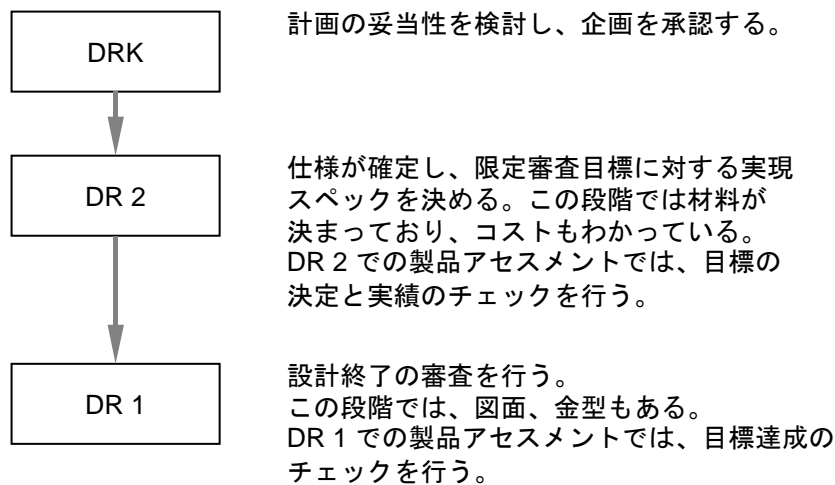 DRK
計画の妥当性を検討し、企画を承認する。
DR 2
仕様が確定し、限定審査目標に対する実現
スペックを決める。この段階では材料が
決まっており、コストもわかっている。
DR 2 での製品アセスメントでは、目標の
決定と実績のチェックを行う。
DR 1
設計終了の審査を行う。
この段階では、図面、金型もある。
DR 1 での製品アセスメントでは、目標達成の
チェックを行う。